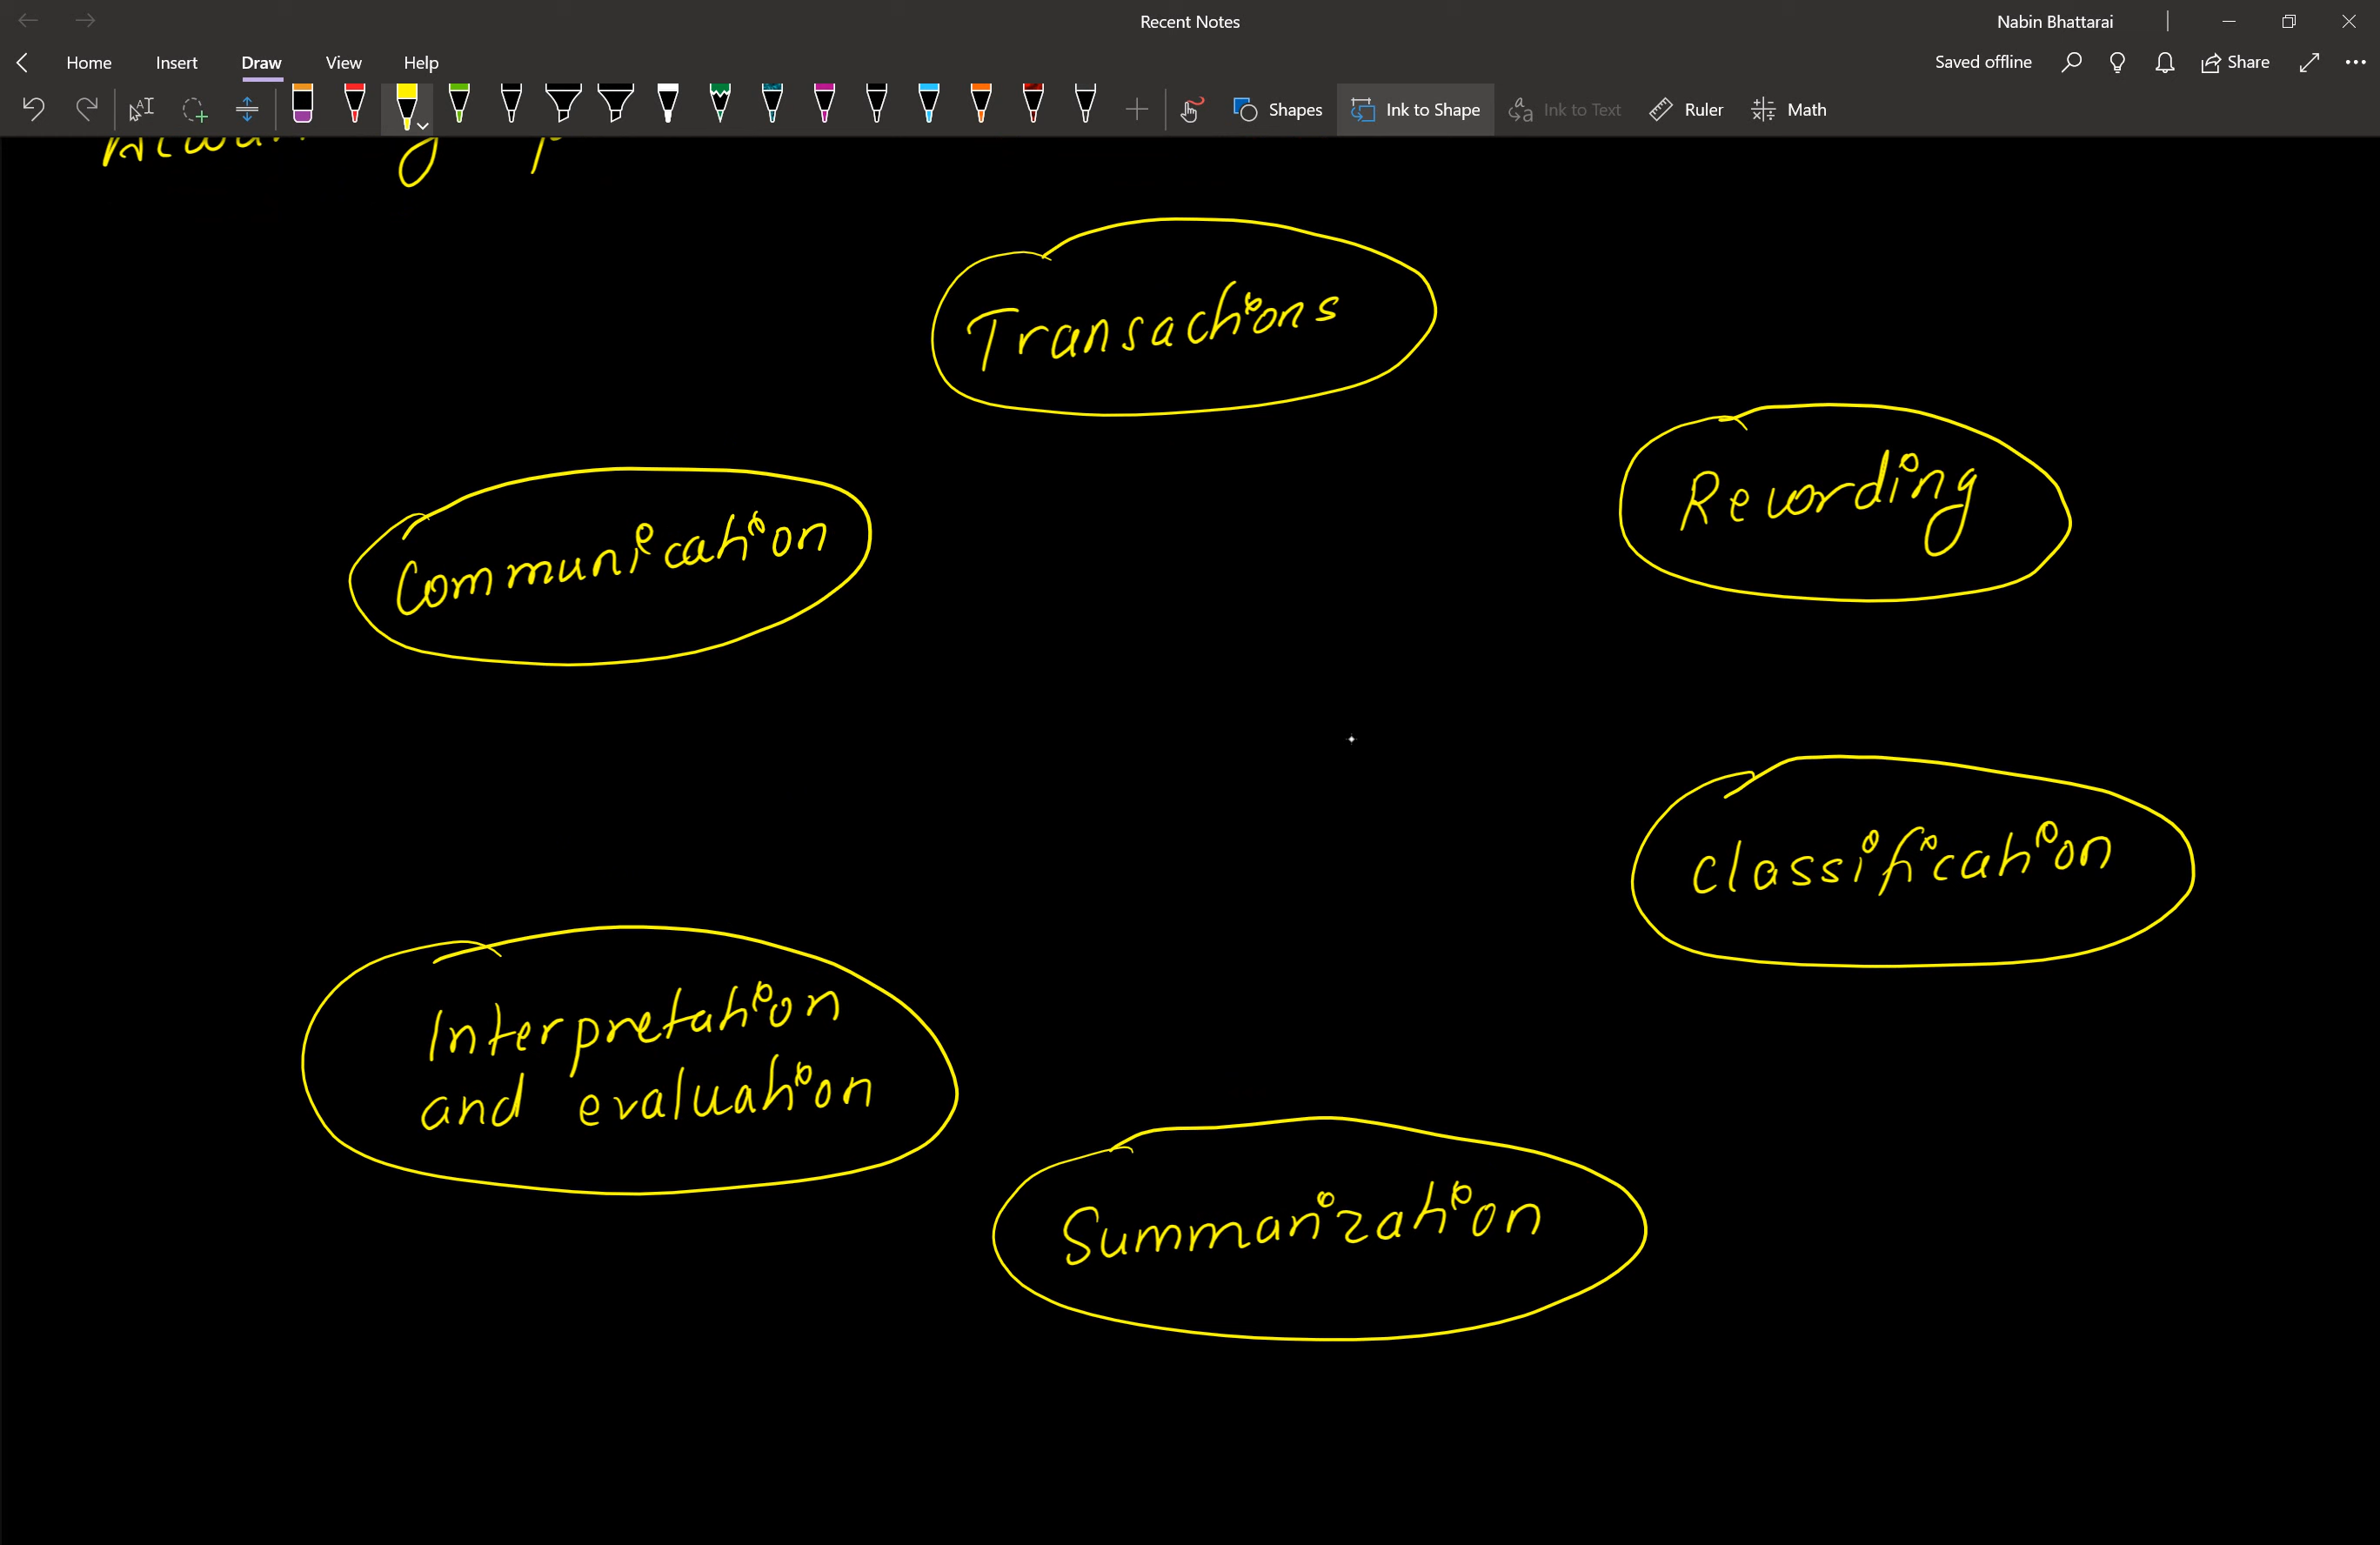 Recent Notes
Nabin Bhattarai
Home Insert Draw View Help
Saved offline
Share
Shapes
Ink to Shape
Ink to Text
Ruler
Math
Transactions
Recording
Communication
Classification
Interpretation
and evaluation
Summarization